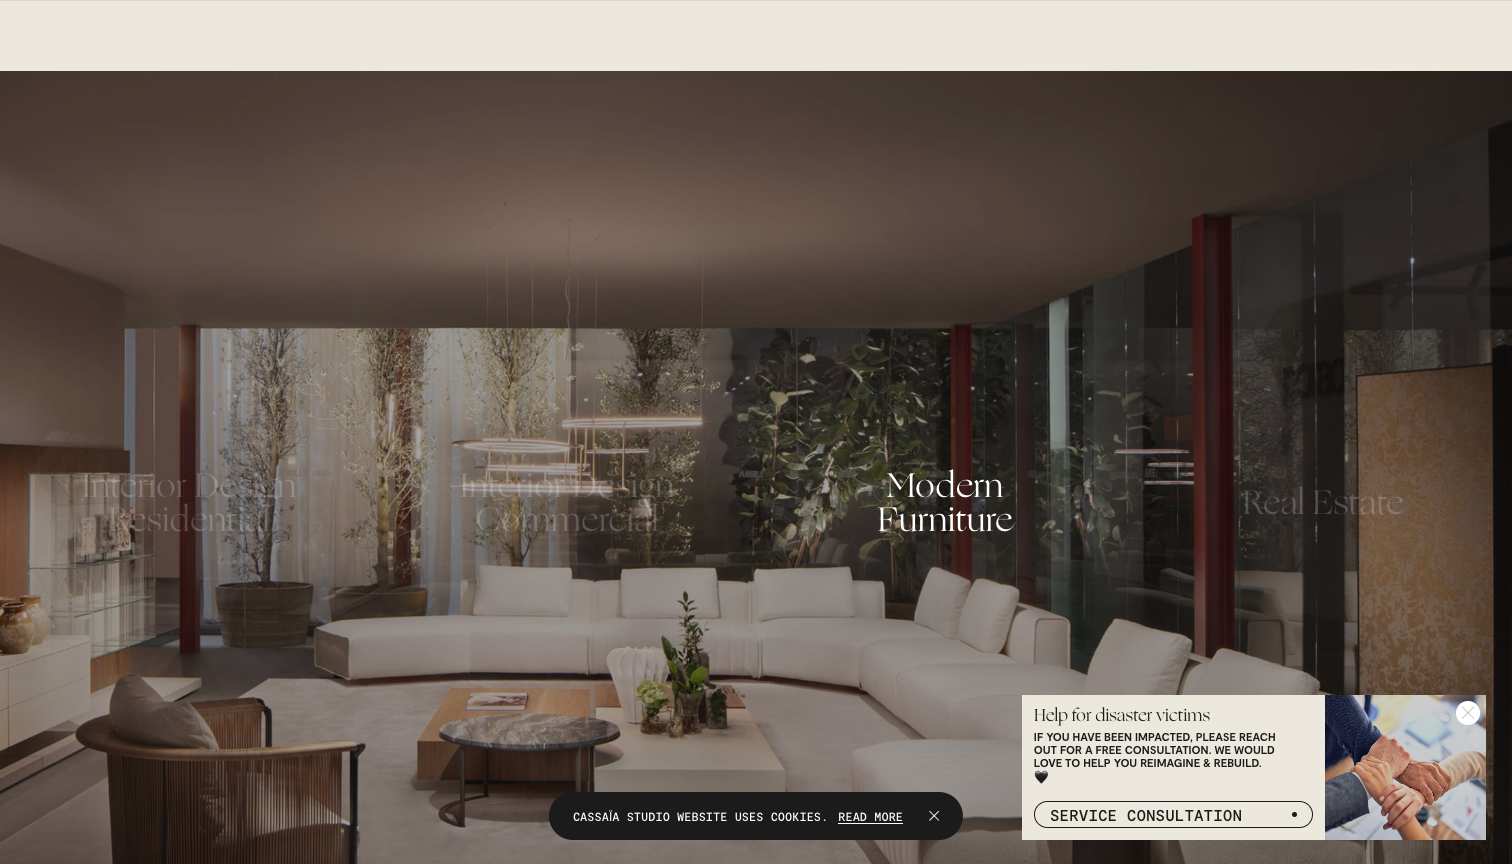 Interior Design
Residential
Interior Design
Commercial
Modern
Furniture
Real Estate
Help for disaster victims
IF YOU HAVE BEEN IMPACTED, PLEASE REACH
OUT FOR A FREE CONSULTATION. WE WOULD
LOVE TO HELP YOU REIMAGINE & REBUILD.
🖤
SERVICE CONSULTATION
CASSAÏA STUDIO WEBSITE USES COOKIES. READ MORE